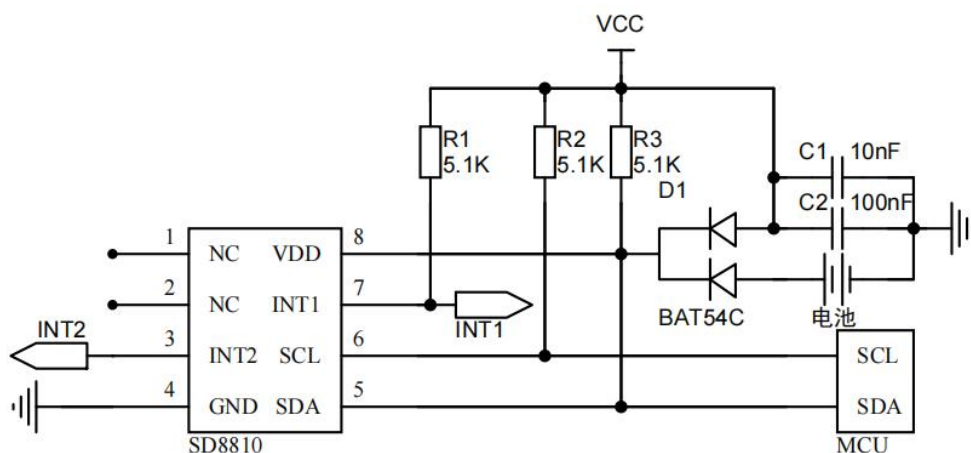 VCC
R1
5.1K
R2
5.1K
R3
5.1K
D1
C1 10nF
C2 100nF
BAT54C
电池
1 NC VDD 8
2 NC INT1 7
INT1
INT2
3 INT2 SCL 6
4 GND SDA 5
SD8810
SCL
SDA
MCU